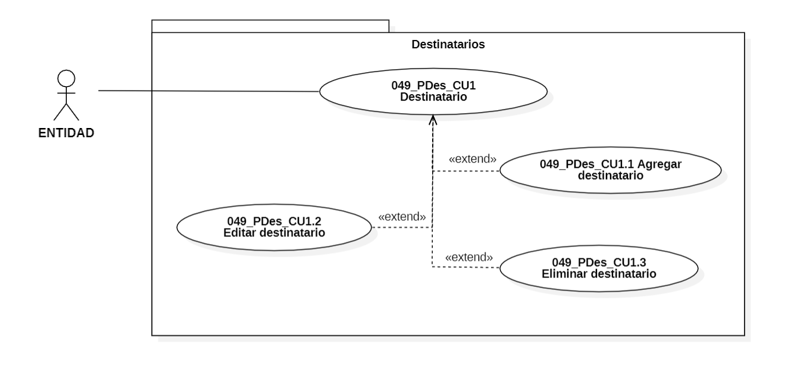 Destinatarios
049_PDes_CU1
Destinatario
ENTIDAD
«extend»
049_PDes_CU1.1 Agregar
destinatario
049_PDes_CU1.2
Editar destinatario
«extend»
«extend»
049_PDes_CU1.3
Eliminar destinatario